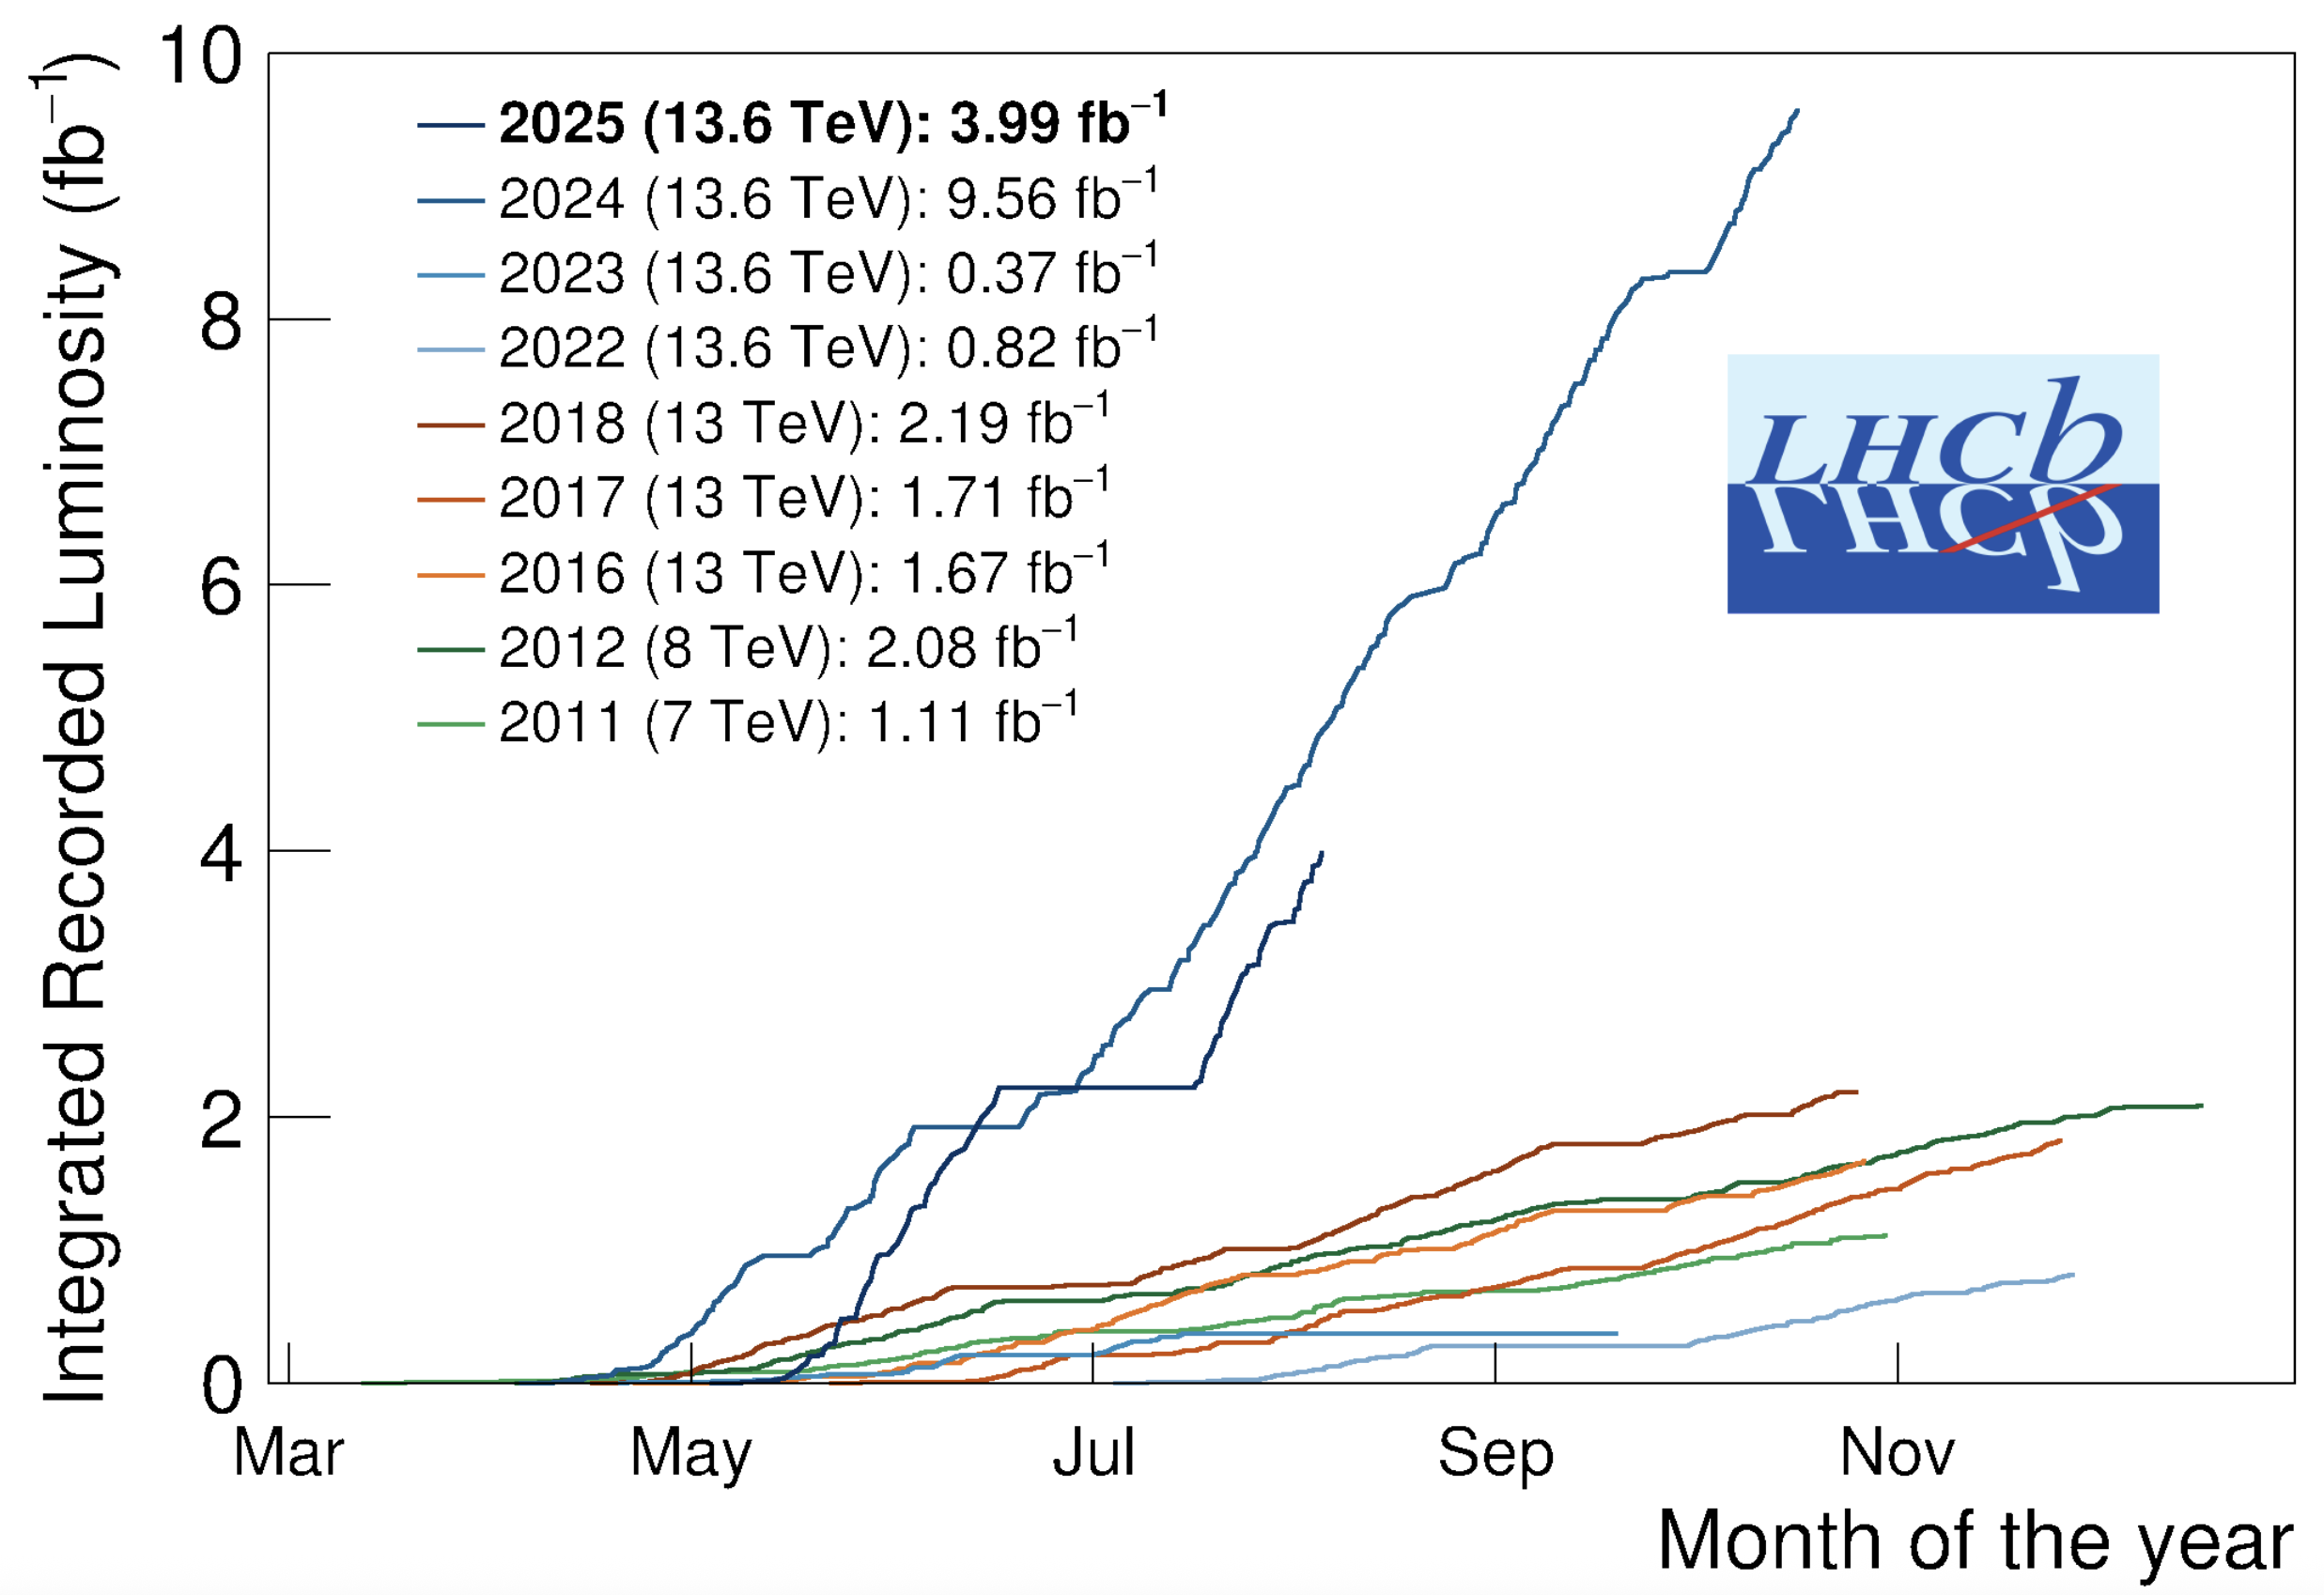 10
8
6
4
2
0
Integrated Recorded Luminosity (fb⁻¹)
2025 (13.6 TeV): 3.99 fb⁻¹
2024 (13.6 TeV): 9.56 fb⁻¹
2023 (13.6 TeV): 0.37 fb⁻¹
2022 (13.6 TeV): 0.82 fb⁻¹
2018 (13 TeV): 2.19 fb⁻¹
2017 (13 TeV): 1.71 fb⁻¹
2016 (13 TeV): 1.67 fb⁻¹
2012 (8 TeV): 2.08 fb⁻¹
2011 (7 TeV): 1.11 fb⁻¹
LHCb
LHCb
Mar May Jul Sep Nov
Month of the year